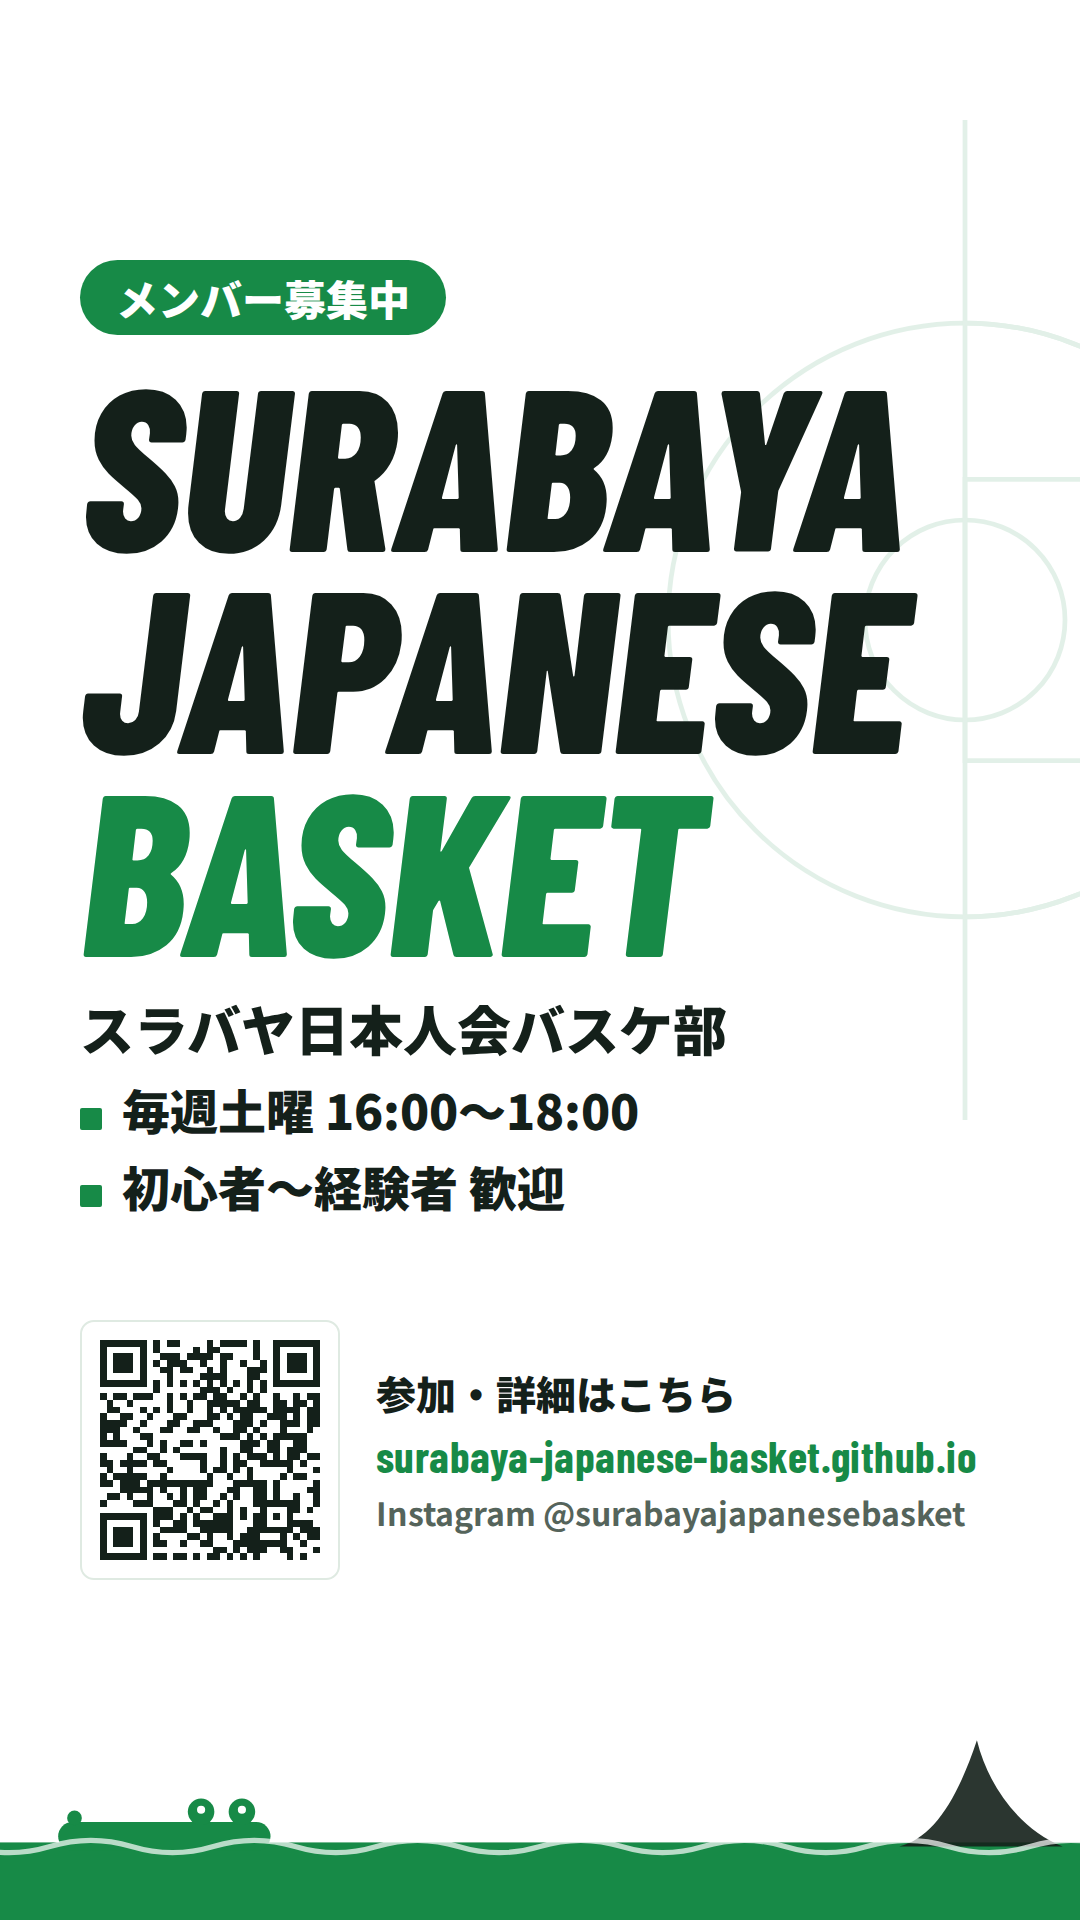 メンバー募集中
SURABAYA
JAPANESE
BASKET
スラバヤ日本人会バスケ部
毎週土曜 16:00〜18:00
初心者〜経験者 歓迎
参加・詳細はこちら
surabaya-japanese-basket.github.io
Instagram @surabayajapanesebasket